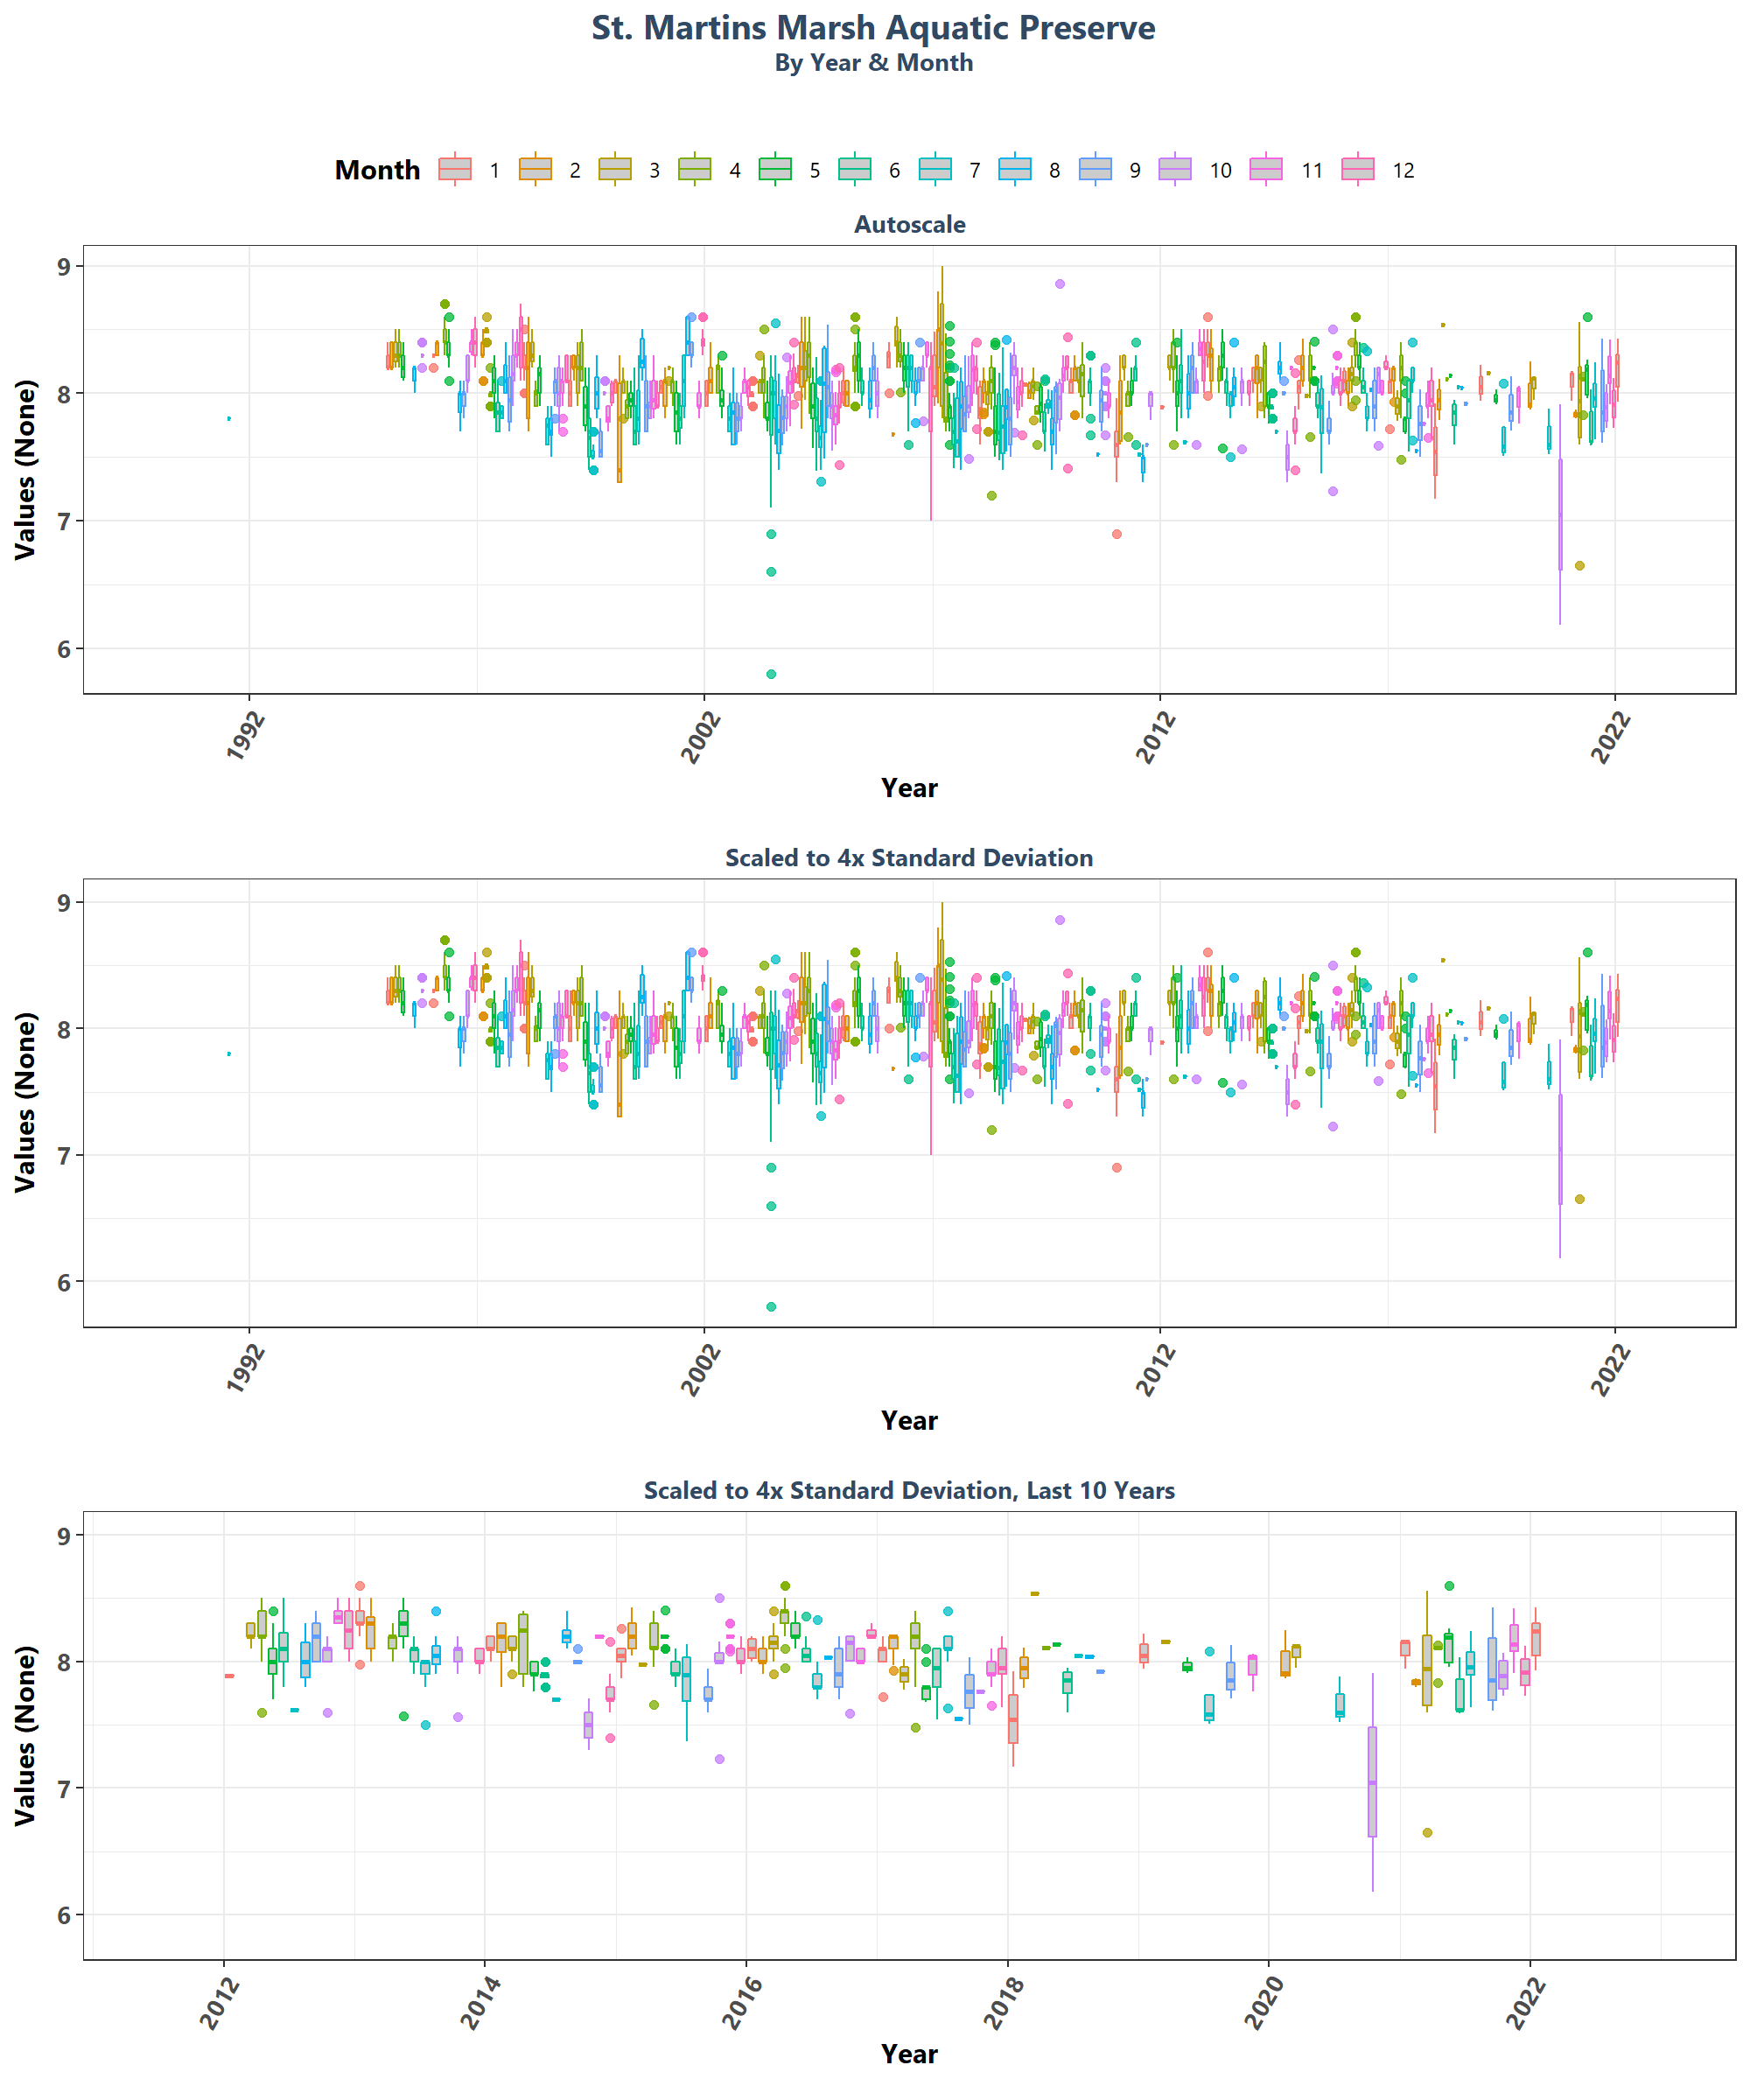 St. Martins Marsh Aquatic Preserve
By Year & Month
Month 1 2 3 4 5 6 7 8 9 10 11 12
Autoscale
Values (None)
9
8
7
6
1992 2002 2012 2022
Year
Scaled to 4x Standard Deviation
Values (None)
9
8
7
6
1992 2002 2012 2022
Year
Scaled to 4x Standard Deviation, Last 10 Years
Values (None)
9
8
7
6
2012 2014 2016 2018 2020 2022
Year